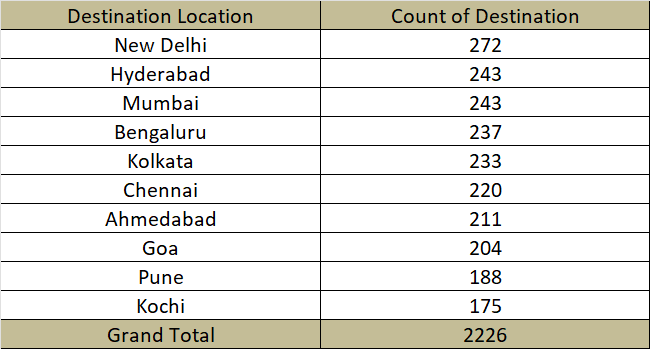 Destination Location Count of Destination
New Delhi 272
Hyderabad 243
Mumbai 243
Bengaluru 237
Kolkata 233
Chennai 220
Ahmedabad 211
Goa 204
Pune 188
Kochi 175
Grand Total 2226